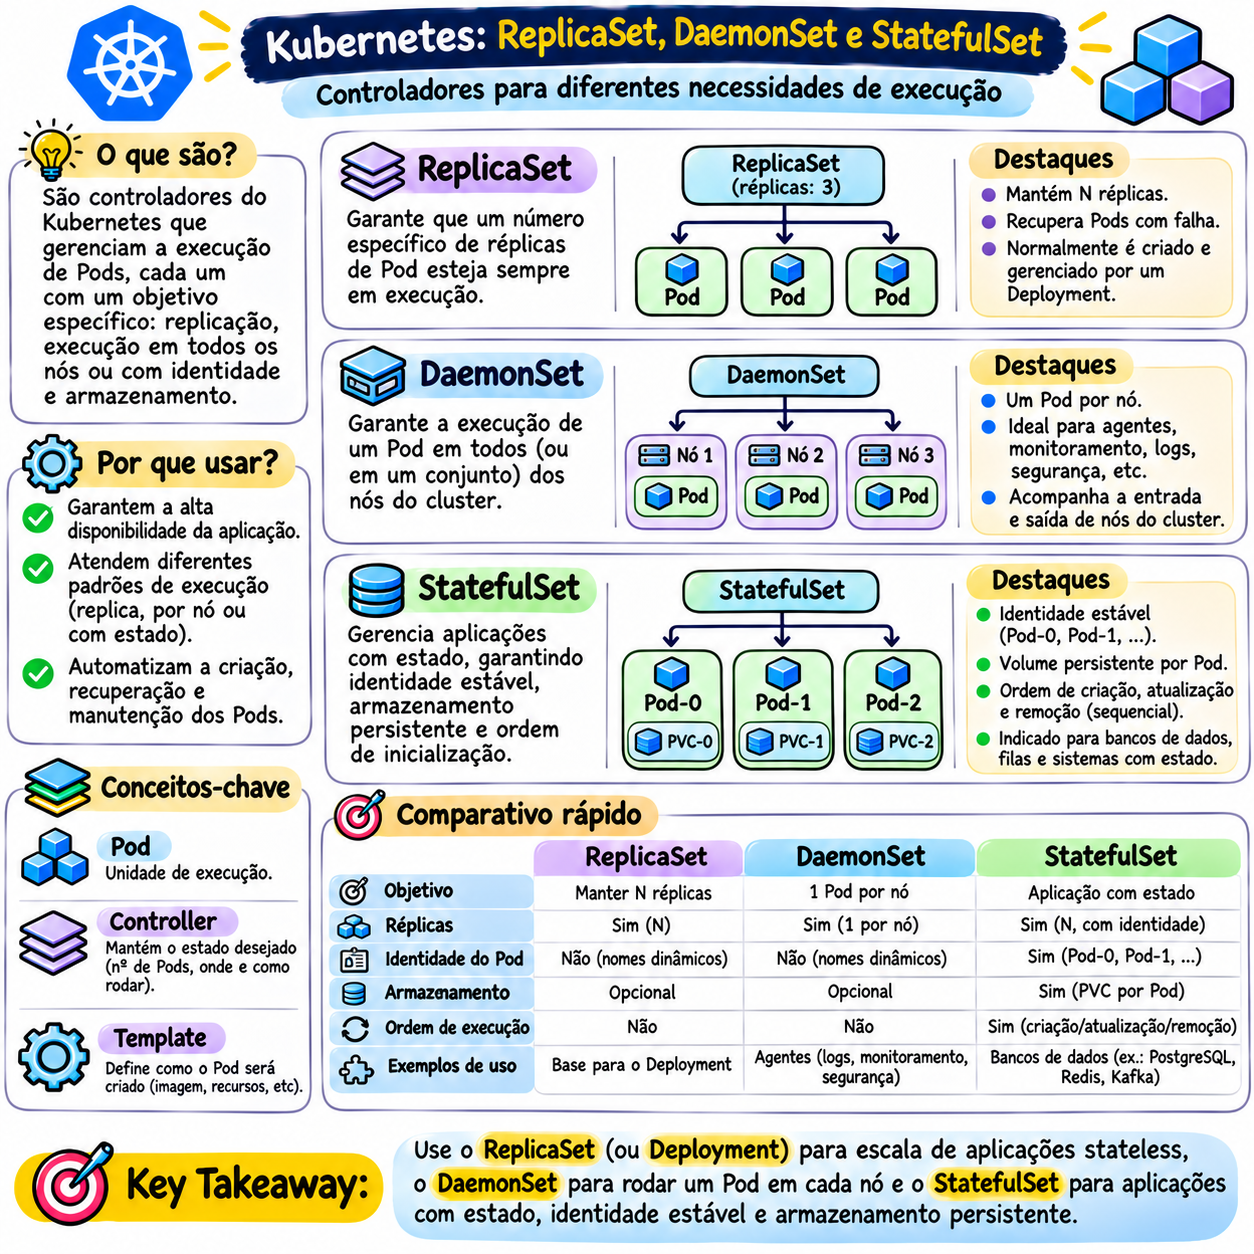 Kubernetes: ReplicaSet, DaemonSet e StatefulSet
Controladores para diferentes necessidades de execução
O que são?
São controladores do
Kubernetes que
gerenciam a execução
de Pods, cada um
com um objetivo
específico: replicação,
execução em todos os
nós ou com identidade
e armazenamento.
Por que usar?
Garantem a alta
disponibilidade da aplicação.
Atendem diferentes
padrões de execução
(replica, por nó ou
com estado).
Automatizam a criação,
recuperação e
manutenção dos Pods.
Conceitos-chave
Pod
Unidade de execução.
Controller
Mantém o estado desejado
(nº de Pods, onde e como
rodar).
Template
Define como o Pod será
criado (imagem, recursos, etc).
ReplicaSet
Garante que um número
específico de réplicas
de Pod esteja sempre
em execução.
ReplicaSet
(réplicas: 3)
Pod
Pod
Pod
Destaques
Mantém N réplicas.
Recupera Pods com falha.
Normalmente é criado e
gerenciado por um
Deployment.
DaemonSet
Garante a execução de
um Pod em todos (ou
em um conjunto) dos
nós do cluster.
DaemonSet
Nó 1
Pod
Nó 2
Pod
Nó 3
Pod
Destaques
Um Pod por nó.
Ideal para agentes,
monitoramento, logs,
segurança, etc.
Acompanha a entrada
e saída de nós do cluster.
StatefulSet
Gerencia aplicações
com estado, garantindo
identidade estável,
armazenamento
persistente e ordem
de inicialização.
StatefulSet
Pod-0
PVC-0
Pod-1
PVC-1
Pod-2
PVC-2
Destaques
Identidade estável
(Pod-0, Pod-1, ...).
Volume persistente por Pod.
Ordem de criação, atualização
e remoção (sequencial).
Indicado para bancos de dados,
filas e sistemas com estado.
Comparativo rápido
ReplicaSet DaemonSet StatefulSet
Objetivo Manter N réplicas 1 Pod por nó Aplicação com estado
Réplicas Sim (N) Sim (1 por nó) Sim (N, com identidade)
Identidade do Pod Não (nomes dinâmicos) Não (nomes dinâmicos) Sim (Pod-0, Pod-1, ...)
Armazenamento Opcional Opcional Sim (PVC por Pod)
Ordem de execução Não Não Sim (criação/atualização/remoção)
Exemplos de uso Base para o Deployment Agentes (logs, monitoramento, segurança) Bancos de dados (ex.: PostgreSQL, Redis, Kafka)
Key Takeaway:
Use o ReplicaSet (ou Deployment) para escala de aplicações stateless,
o DaemonSet para rodar um Pod em cada nó e o StatefulSet para aplicações
com estado, identidade estável e armazenamento persistente.